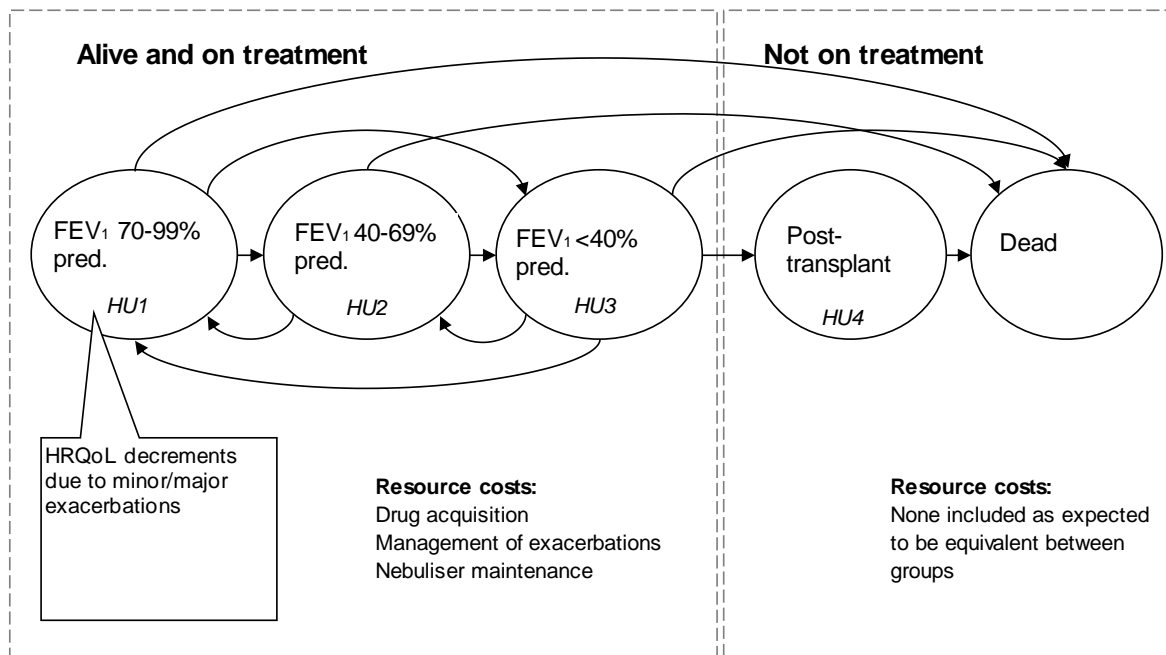 Alive and on treatment
Not on treatment
FEV₁ 70-99%
pred.
HU1
FEV₁ 40-69%
pred.
HU2
FEV₁ <40%
pred.
HU3
Post-
transplant
HU4
Dead
HRQoL decrements
due to minor/major
exacerbations
Resource costs:
Drug acquisition
Management of exacerbations
Nebuliser maintenance
Resource costs:
None included as expected
to be equivalent between
groups